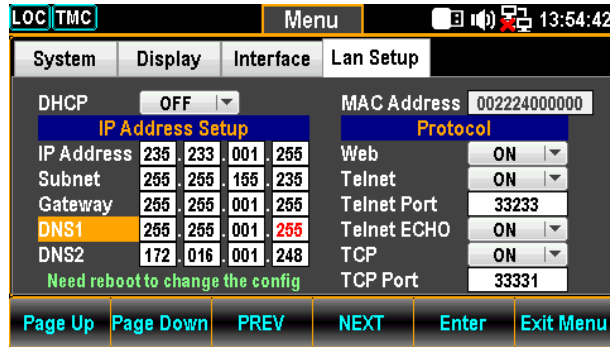 LOC TMC Menu 13:54:42
System Display Interface Lan Setup
DHCP OFF
IP Address Setup
IP Address 235 . 233 . 001 . 255
Subnet 255 . 255 . 155 . 235
Gateway 255 . 255 . 001 . 255
DNS1 255 . 255 . 001 . 255
DNS2 172 . 016 . 001 . 248
Need reboot to change the config
MAC Address 002224000000
Protocol
Web ON
Telnet ON
Telnet Port 33233
Telnet ECHO ON
TCP ON
TCP Port 33331
Page Up Page Down PREV NEXT Enter Exit Menu